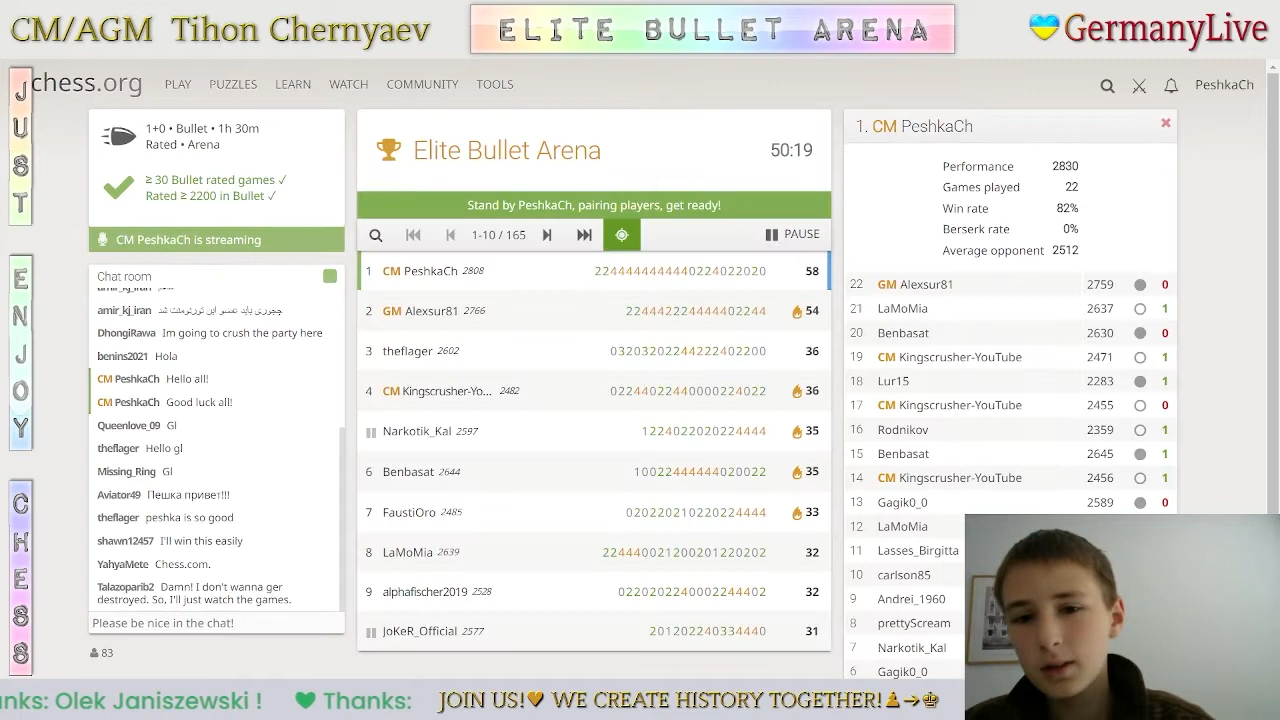 CM/AGM Tihon Chernyaev
ELITE BULLET ARENA
GermanyLive
JUST
ENJOY
CHESS
chess.org
PLAY
PUZZLES
LEARN
WATCH
COMMUNITY
TOOLS
PeshkaCh
1+0 • Bullet • 1h 30m
Rated • Arena
≥ 30 Bullet rated games ✓
Rated ≥ 2200 in Bullet ✓
CM PeshkaCh is streaming
Chat room
amir_kj_iran
DhongiRawa Im going to crush the party here
benins2021 Hola
CM PeshkaCh Hello all!
CM PeshkaCh Good luck all!
Queenlove_09 Gl
theflager Hello gl
Missing_Ring Gl
Aviator49 Пешка привет!!!
theflager peshka is so good
shawn12457 I'll win this easily
YahyaMete Chess.com.
Talazoparib2 Damn! I don't wanna ger
destroyed. So, I'll just watch the games.
Please be nice in the chat!
83
Elite Bullet Arena
50:19
Stand by PeshkaCh, pairing players, get ready!
1-10 / 165
PAUSE
1 CM PeshkaCh 2808 2244444444440224022020 58
2 GM Alexsur81 2766 2244422244444022444 54
3 theflager 2602 0320320224422240220​0 36
4 CM Kingscrusher-Yo... 2482 0224402244000022402​2 36
Narkotik_Kal 2597 1224022020224444 35
6 Benbasat 2644 10022444444020022 35
7 FaustiOro 2485 020220210220224444 33
8 LaMoMia 2639 224440021200201220202 32
9 alphafischer2019 2528 0220202240002244402 32
JoKeR_Official 2577 201202240334440 31
1. CM PeshkaCh
Performance 2830
Games played 22
Win rate 82%
Berserk rate 0%
Average opponent 2512
22 GM Alexsur81 2759 0
21 LaMoMia 2637 1
20 Benbasat 2630 0
19 CM Kingscrusher-YouTube 2471 1
18 Lur15 2283 1
17 CM Kingscrusher-YouTube 2455 0
16 Rodnikov 2359 1
15 Benbasat 2645 1
14 CM Kingscrusher-YouTube 2456 1
13 Gagik0_0 2589 0
12 LaMoMia
11 Lasses_Birgitta
10 carlson85
9 Andrei_1960
8 prettyScream
7 Narkotik_Kal
6 Gagik0_0
nks: Olek Janiszewski !
Thanks:
JOIN US! WE CREATE HISTORY TOGETHER!